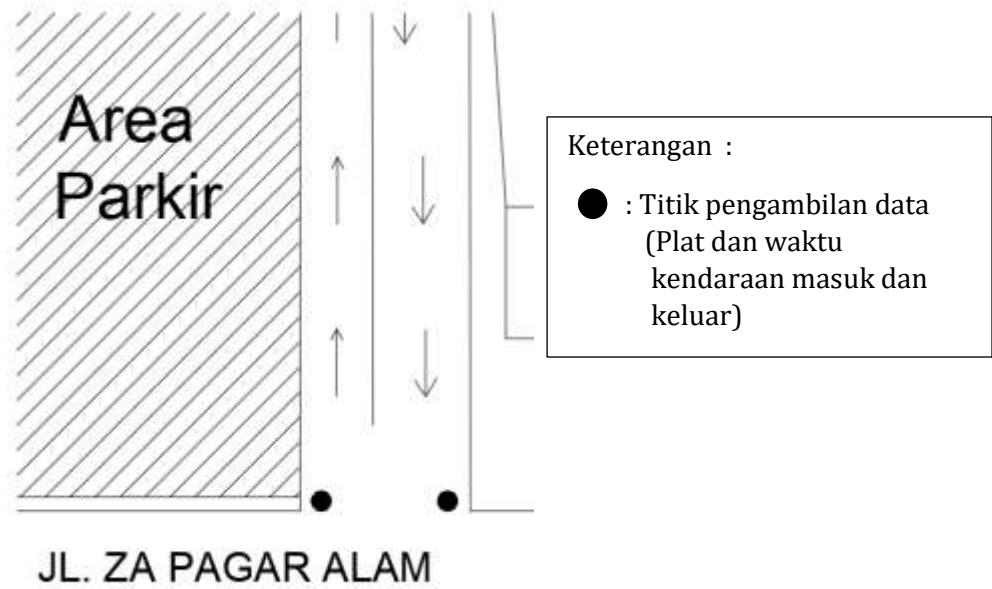 Area
Parkir
Keterangan :
: Titik pengambilan data
(Plat dan waktu
kendaraan masuk dan
keluar)
JL. ZA PAGAR ALAM